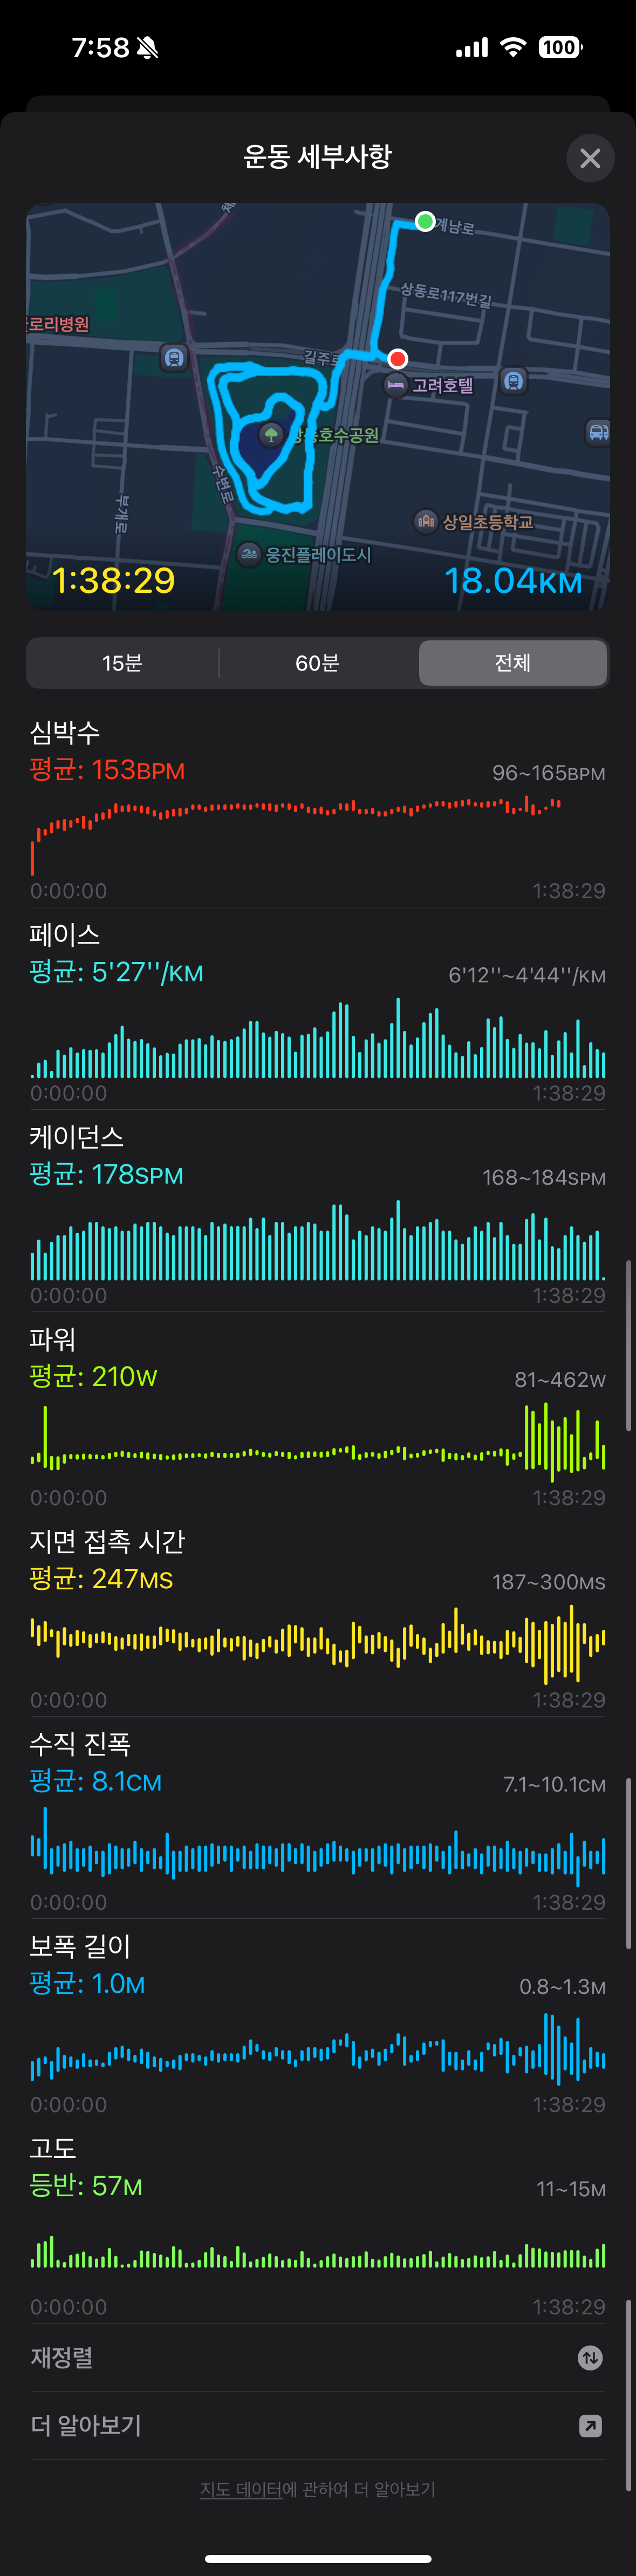 7:58
100
운동 세부사항
계남로
상동로117번길
길주로
고려호텔
호수공원
수변로
부개로
상일초등학교
웅진플레이도시
1:38:29
18.04KM
15분
60분
전체
심박수
평균: 153BPM
96~165BPM
0:00:00
1:38:29
페이스
평균: 5'27''/KM
6'12''~4'44''/KM
0:00:00
1:38:29
케이던스
평균: 178SPM
168~184SPM
0:00:00
1:38:29
파워
평균: 210W
81~462W
0:00:00
1:38:29
지면 접촉 시간
평균: 247MS
187~300MS
0:00:00
1:38:29
수직 진폭
평균: 8.1CM
7.1~10.1CM
0:00:00
1:38:29
보폭 길이
평균: 1.0M
0.8~1.3M
0:00:00
1:38:29
고도
등반: 57M
11~15M
0:00:00
1:38:29
재정렬
더 알아보기
지도 데이터에 관하여 더 알아보기